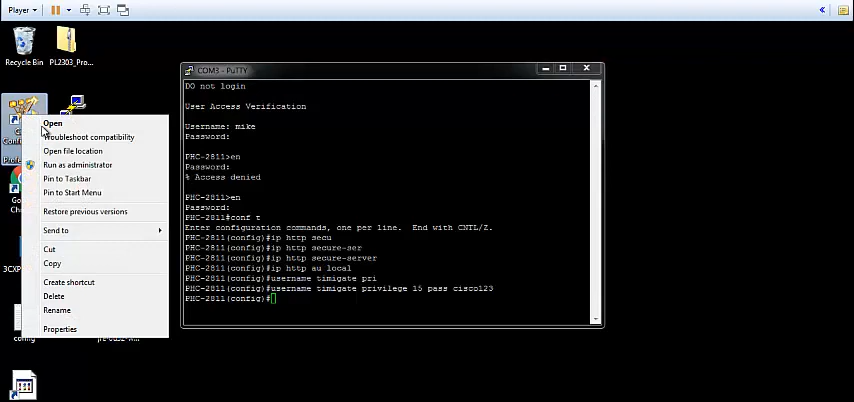 Player
Recycle Bin
PL2303_Pro...
COM3 - PuTTY
DO not login
User Access Verification
Username: mike
Password:
PHC-2811>en
Password:
% Access denied
PHC-2811>en
Password:
PHC-2811#conf t
Enter configuration commands, one per line.  End with CNTL/Z.
PHC-2811(config)#ip http secu
PHC-2811(config)#ip http secure-ser
PHC-2811(config)#ip http secure-server
PHC-2811(config)#ip http au local
PHC-2811(config)#username timigate pri
PHC-2811(config)#username timigate privilege 15 pass cisco123
PHC-2811(config)#
Open
Troubleshoot compatibility
Open file location
Run as administrator
Pin to Taskbar
Pin to Start Menu
Restore previous versions
Send to
Cut
Copy
Create shortcut
Delete
Rename
Properties
3CXP
config